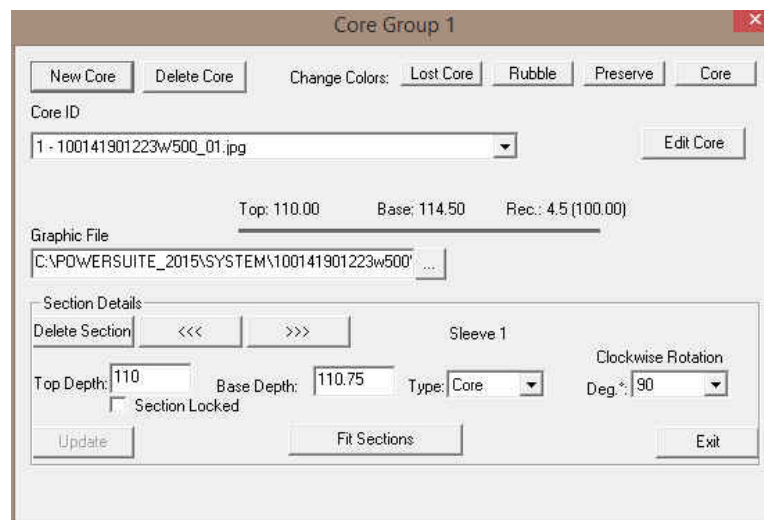 Core Group 1
New Core Delete Core Change Colors: Lost Core Rubble Preserve Core
Core ID
1 - 100141901223W500_01.jpg Edit Core
Top: 110.00 Base: 114.50 Rec.: 4.5 (100.00)
Graphic File
C:\POWERSUITE_2015\SYSTEM\100141901223w500' ...
Section Details
Delete Section <<< >>> Sleeve 1
Clockwise Rotation
Top Depth: 110 Base Depth: 110.75 Type: Core Deg.*: 90
Section Locked
Update Fit Sections Exit